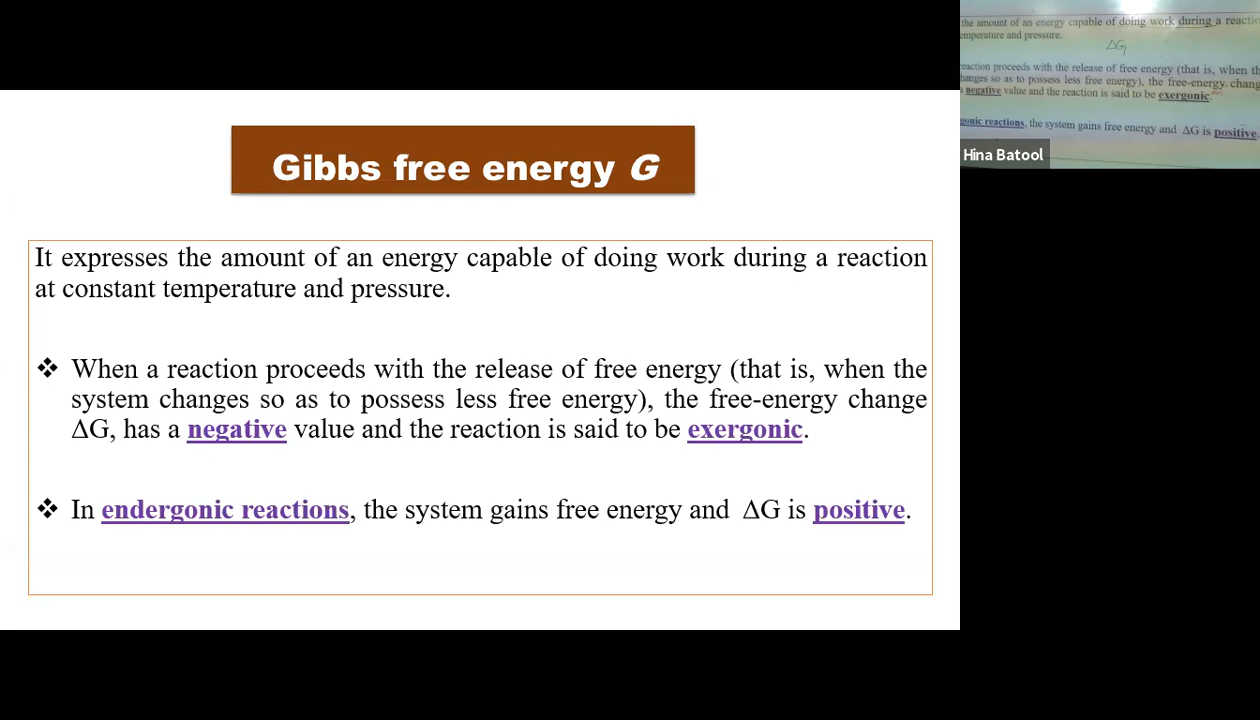 Gibbs free energy G
It expresses the amount of an energy capable of doing work during a reaction
at constant temperature and pressure.
❖ When a reaction proceeds with the release of free energy (that is, when the
system changes so as to possess less free energy), the free-energy change
ΔG, has a negative value and the reaction is said to be exergonic.
❖ In endergonic reactions, the system gains free energy and ΔG is positive.
the amount of an energy capable of doing work during a reactio
emperature and pressure.
ΔG
reaction proceeds with the release of free energy (that is, when th
hanges so as to possess less free energy), the free-energy chang
negative value and the reaction is said to be exergonic.
gonic reactions, the system gains free energy and ΔG is positive.
Hina Batool